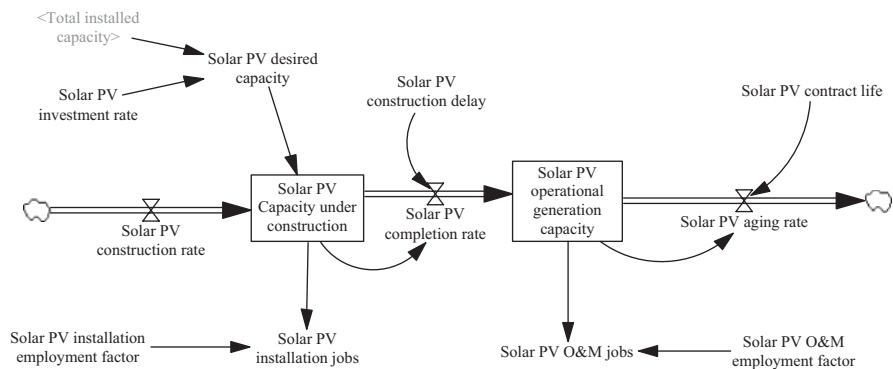 <Total installed
capacity>
Solar PV desired
capacity
Solar PV
investment rate
Solar PV
construction delay
Solar PV contract life
Solar PV
Capacity under
construction
Solar PV
operational
generation
capacity
Solar PV
construction rate
Solar PV
completion rate
Solar PV aging rate
Solar PV installation
employment factor
Solar PV
installation jobs
Solar PV O&M jobs
Solar PV O&M
employment factor